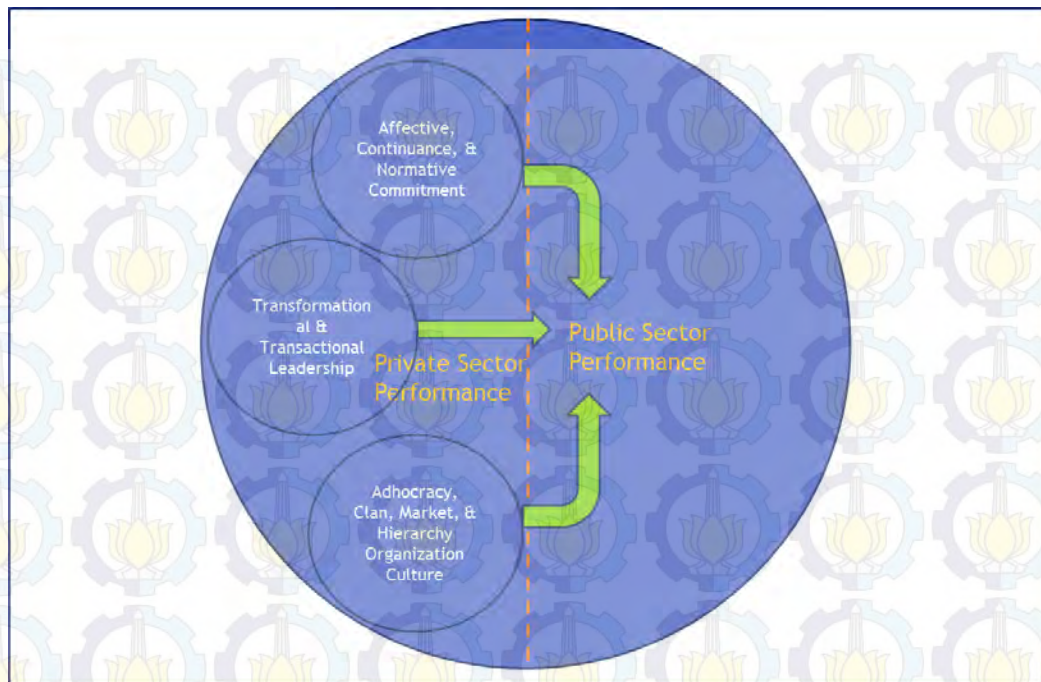 Affective,
Continuance, &
Normative
Commitment
Transformation
al &
Transactional
Leadership
Private Sector
Performance
Public Sector
Performance
Adhocracy,
Clan, Market, &
Hierarchy
Organization
Culture